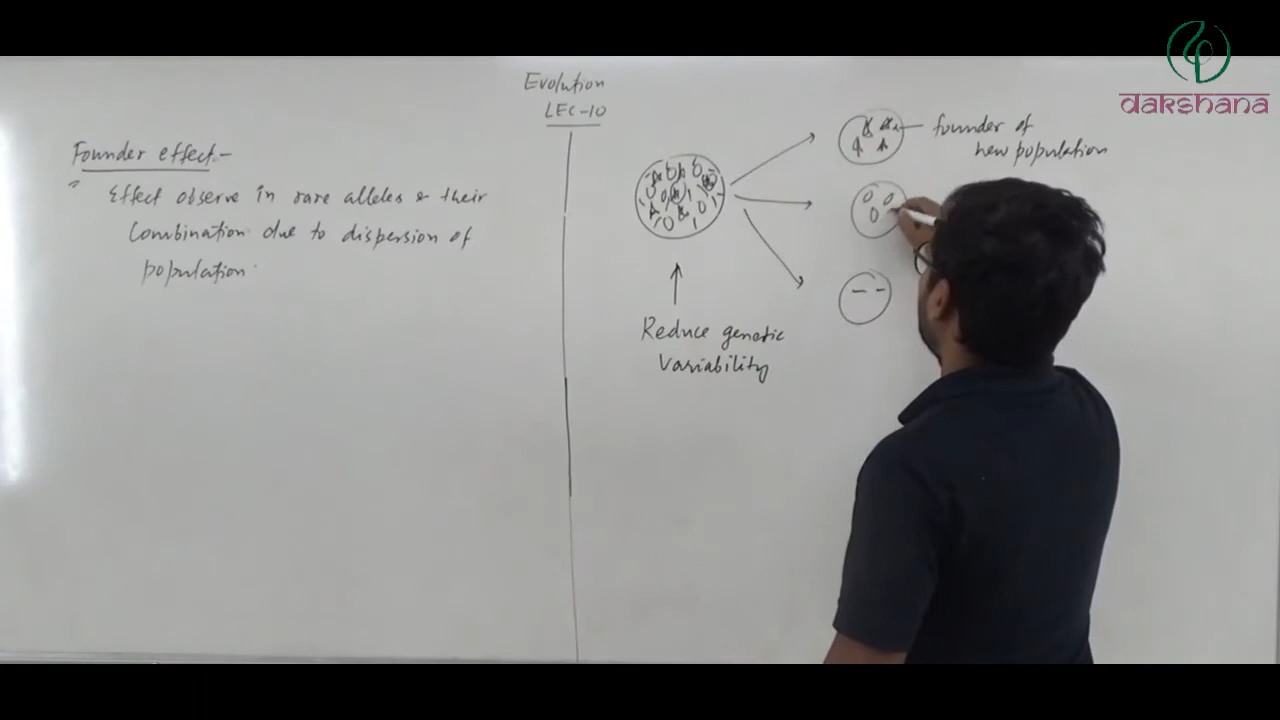 dakshana
Evolution
LEC-10
Founder effect-
Effect observe in rare alleles & their
Combination due to dispersion of
population.
founder of
new population
Reduce genetic
Variability